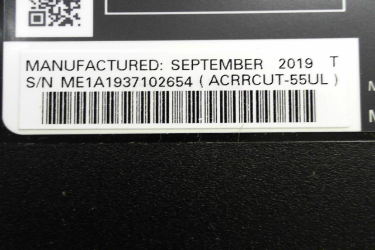 MANUFACTURED: SEPTEMBER 2019 T
S/N ME1A1937102654 ( ACRRCUT-55UL )